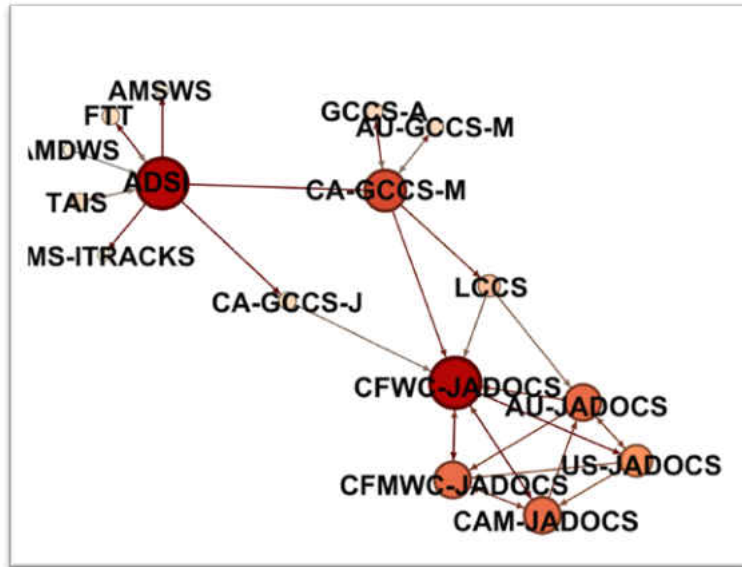 AMSWS
GCCS-A
FTT
AU-GCCS-M
AMDWS
ADSI
CA-GCCS-M
TAIS
MS-ITRACKS
LCCS
CA-GCCS-J
CFWC-JADOCS
AU-JADOCS
US-JADOCS
CFMWC-JADOCS
CAM-JADOCS